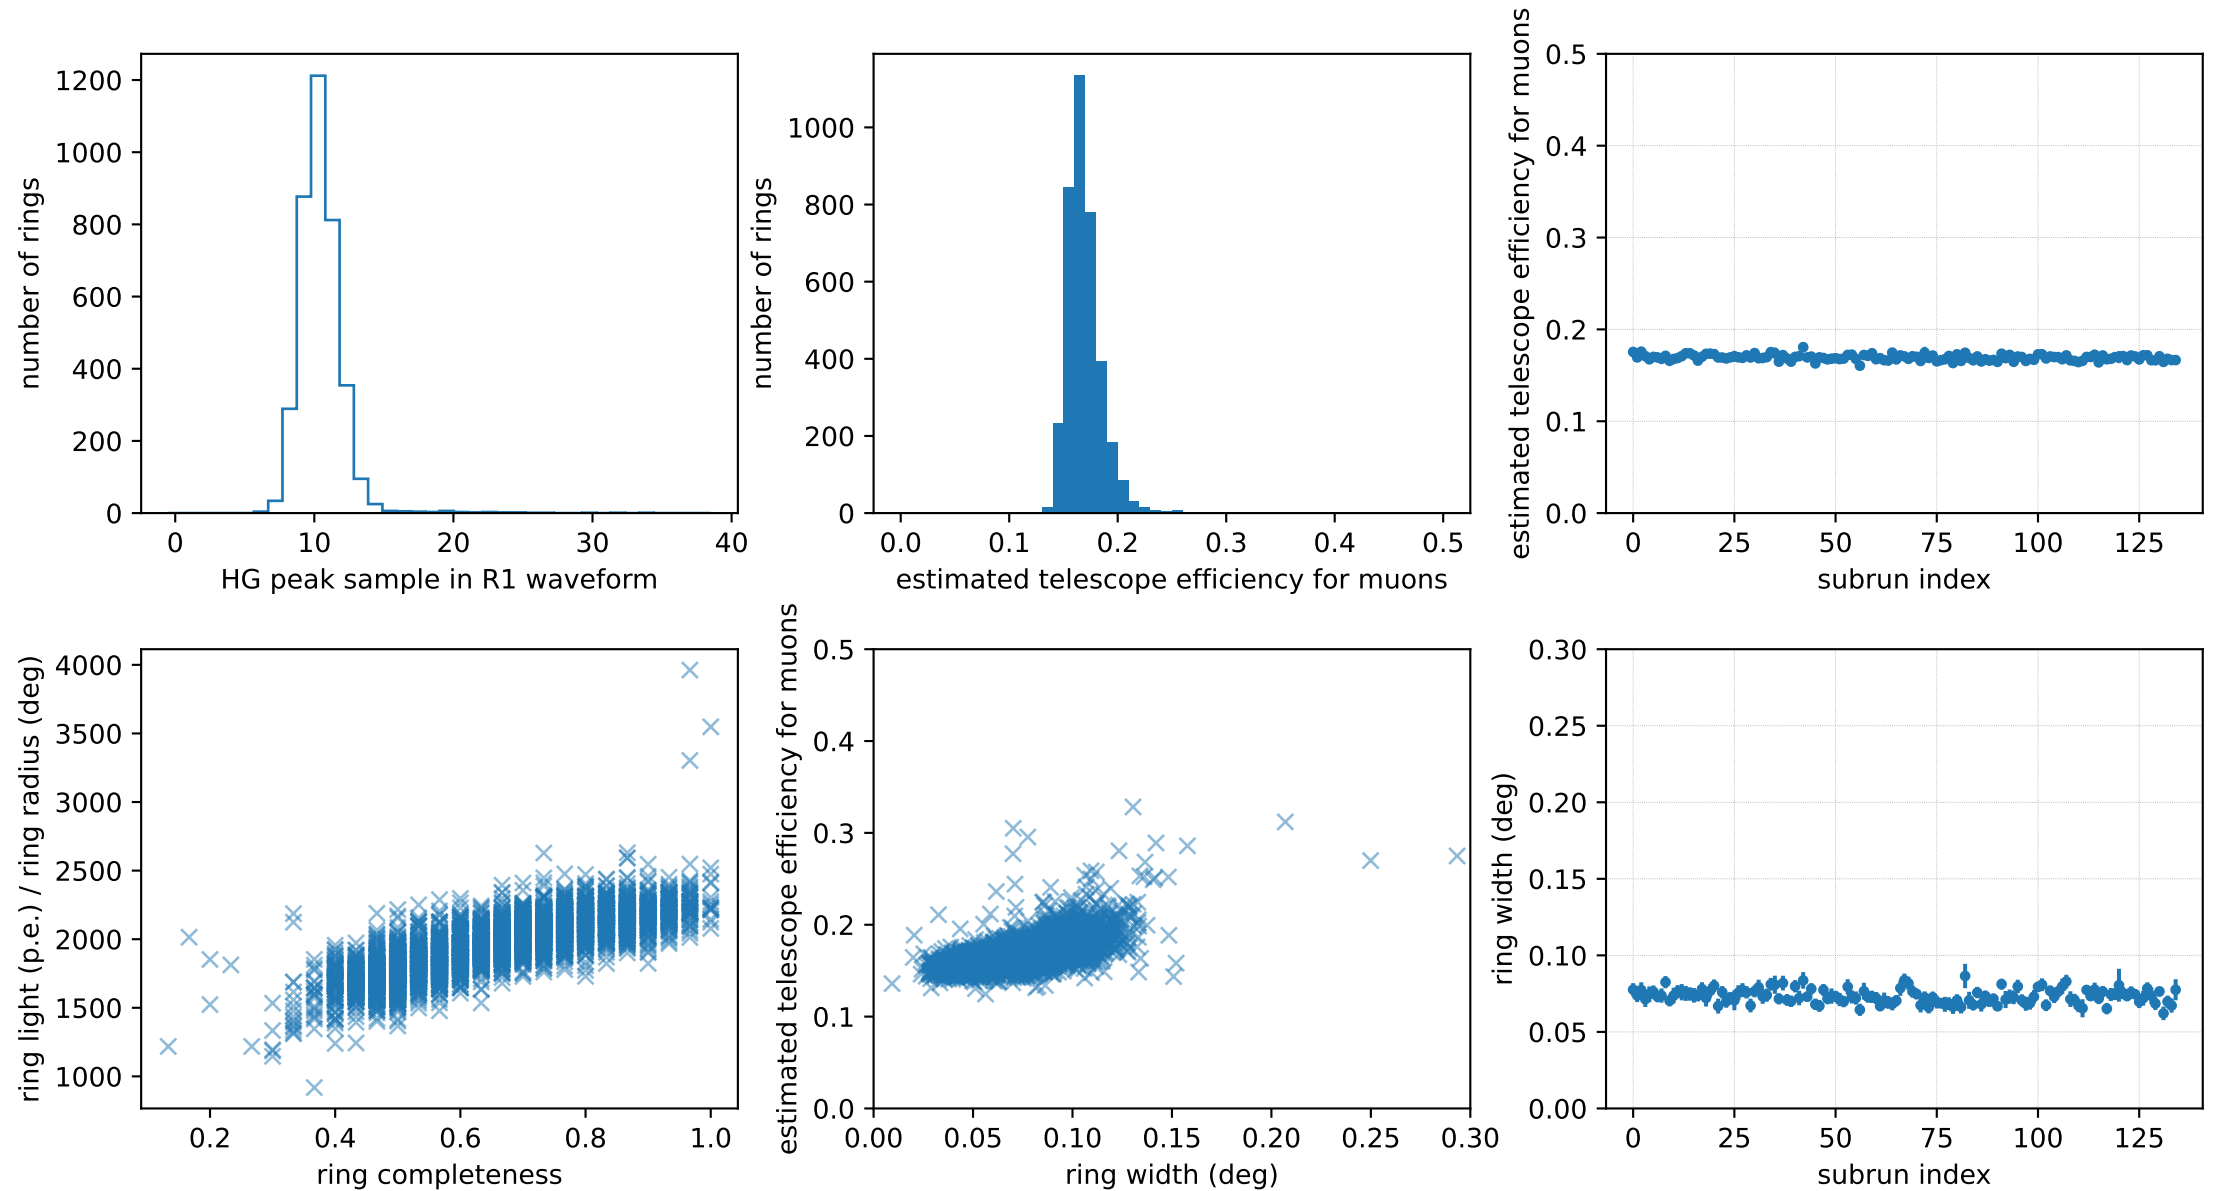 number of rings
1200
1000
800
600
400
200
0
0 10 20 30 40
HG peak sample in R1 waveform
number of rings
1000
800
600
400
200
0
0.0 0.1 0.2 0.3 0.4 0.5
estimated telescope efficiency for muons
estimated telescope efficiency for muons
0.5
0.4
0.3
0.2
0.1
0.0
0 25 50 75 100 125
subrun index
ring light (p.e.) / ring radius (deg)
4000
3500
3000
2500
2000
1500
1000
0.2 0.4 0.6 0.8 1.0
ring completeness
estimated telescope efficiency for muons
0.5
0.4
0.3
0.2
0.1
0.0
0.00 0.05 0.10 0.15 0.20 0.25 0.30
ring width (deg)
ring width (deg)
0.30
0.25
0.20
0.15
0.10
0.05
0.00
0 25 50 75 100 125
subrun index